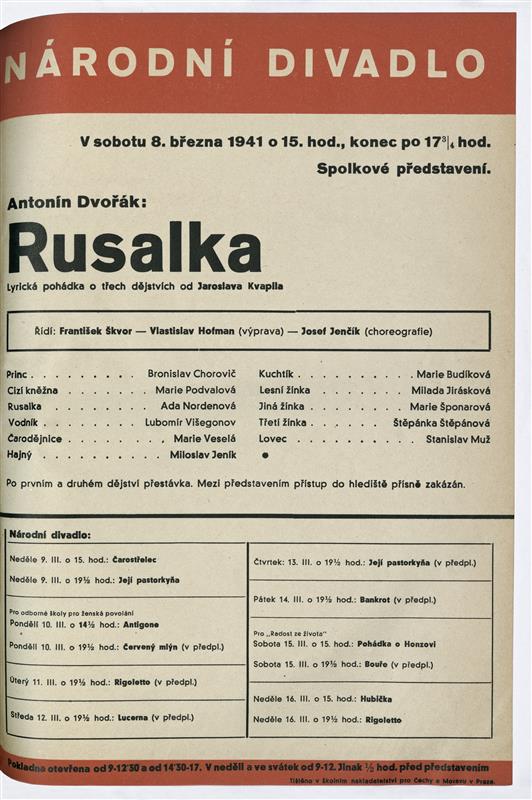 NÁRODNÍ DIVADLO
V sobotu 8. března 1941 o 15. hod., konec po 17¾ hod.
Spolkové představení.
Antonín Dvořák:
Rusalka
Lyrická pohádka o třech dějstvích od Jaroslava Kvapila
Řídí: František Škvor — Vlastislav Hofman (výprava) — Josef Jenčík (choreografie)
Princ . . . . . . . . . Bronislav Chorovič
Cizí kněžna . . . . . . . Marie Podvalová
Rusalka . . . . . . . . Ada Nordenová
Vodník . . . . . . . . Lubomír Višegonov
Čarodějnice . . . . . . . . Marie Veselá
Hajný . . . . . . . . . . Miloslav Jeník
Kuchtík . . . . . . . . . . Marie Budíková
Lesní žínka . . . . . . . Milada Jirásková
Jiná žínka . . . . . . . . Marie Šponarová
Třetí žínka . . . . . . . Štěpánka Štěpánová
Lovec . . . . . . . . . . Stanislav Muž
Po prvním a druhém dějství přestávka. Mezi představením přístup do hlediště přísně zakázán.
Národní divadlo:
Neděle 9. III. o 15. hod.: Čarostřelec
Neděle 9. III. o 19½ hod.: Její pastorkyňa
Pro odborné školy pro ženská povolání
Pondělí 10. III. o 14½ hod.: Antigone
Pondělí 10. III. o 19½ hod.: Červený mlýn (v předpl.)
Úterý 11. III. o 19½ hod.: Rigoletto (v předpl.)
Středa 12. III. o 19½ hod.: Lucerna (v předpl.)
Čtvrtek: 13. III. o 19½ hod.: Její pastorkyňa (v předpl.)
Pátek 14. III. o 19½ hod.: Bankrot (v předpl.)
Pro „Radost ze života"
Sobota 15. III. o 15. hod.: Pohádka o Honzovi
Sobota 15. III. o 19½ hod.: Bouře (v předpl.)
Neděle 16. III. o 15 hod.: Hubička
Neděle 16. III. o 19½ hod.: Rigoletto
Pokladna otevřena od 9-12˙30 a od 14˙30-17. V neděli a ve svátek od 9-12. Jinak ½ hod. před představením
Tištěno v Školním nakladatelství pro Čechy a Moravu v Praze.